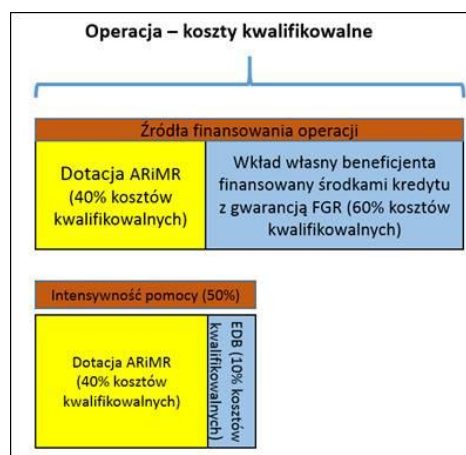 Operacja – koszty kwalifikowalne
Źródła finansowania operacji
Dotacja ARiMR
(40% kosztów
kwalifikowalnych)
Wkład własny beneficjenta
finansowany środkami kredytu
z gwarancją FGR (60% kosztów
kwalifikowalnych)
Intensywność pomocy (50%)
Dotacja ARiMR
(40% kosztów
kwalifikowalnych)
EDB (10% kosztów
kwalifikowalnych)